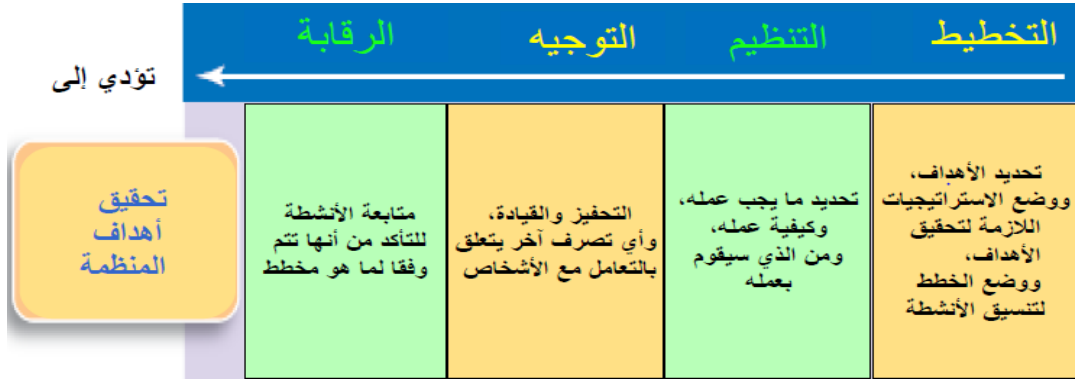 التخطيط
التنظيم
التوجيه
الرقابة
تحديد الأهداف،
ووضع الاستراتيجيات
اللازمة لتحقيق
الأهداف،
ووضع الخطط
لتنسيق الأنشطة
تحديد ما يجب عمله،
وكيفية عمله،
ومن الذي سيقوم
بعمله
التحفيز والقيادة،
وأي تصرف آخر يتعلق
بالتعامل مع الأشخاص
متابعة الأنشطة
للتأكد من أنها تتم
وفقا لما هو مخطط
تؤدي إلى
تحقيق
أهداف
المنظمة